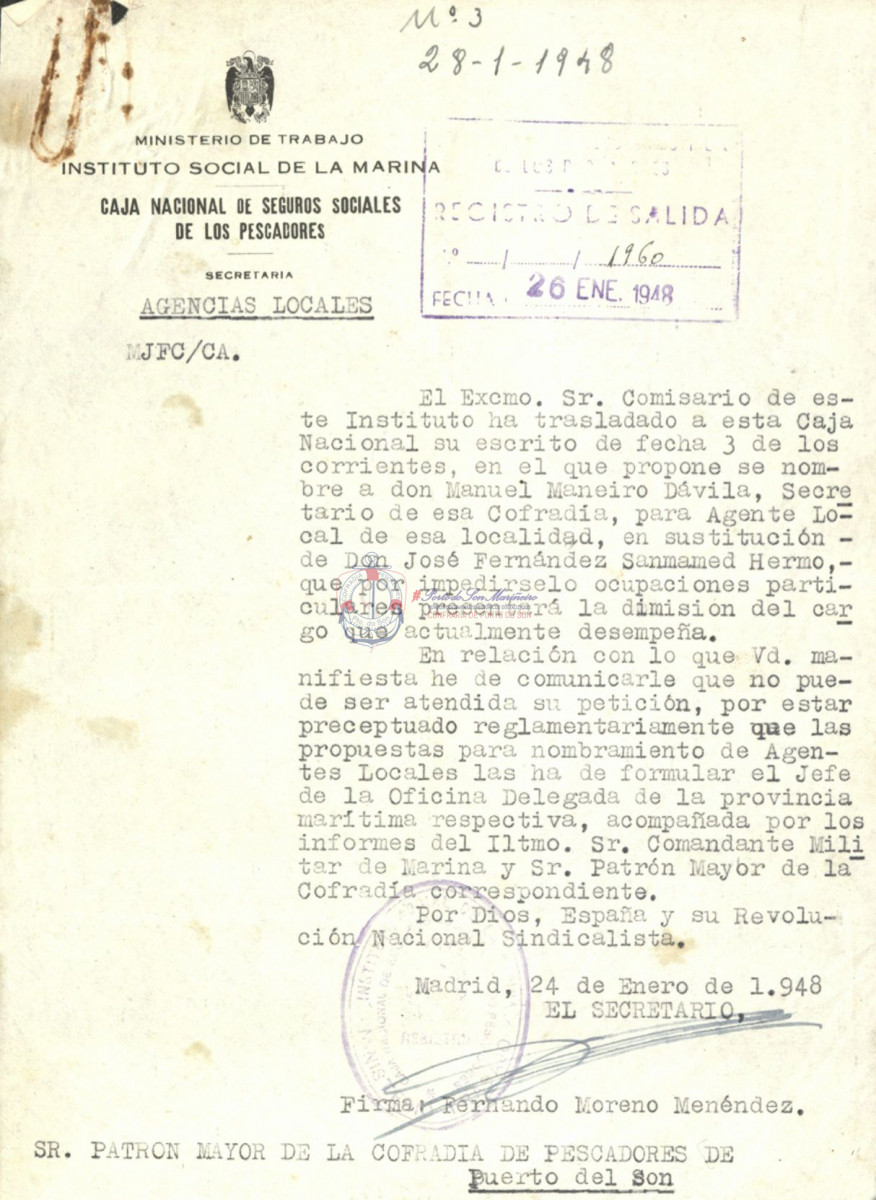 Nº. 3
28-1-1948
MINISTERIO DE TRABAJO
INSTITUTO SOCIAL DE LA MARINA
CAJA NACIONAL DE SEGUROS SOCIALES
DE LOS PESCADORES
SECRETARIA
AGENCIAS LOCALES
MJFC/CA.
REGISTRO DE SALIDA
1960
FECHA 26 ENE. 1948
El Excmo. Sr. Comisario de es-
te Instituto ha trasladado a esta Caja
Nacional su escrito de fecha 3 de los
corrientes, en el que propone se nom-
bre a don Manuel Maneiro Dávila, Secre
tario de esa Cofradía, para Agente Lo-
cal de esa localidad, en sustitución -
de Don José Fernández Sanmamed Hermo,-
que por impedirselo ocupaciones parti-
culares presentará la dimision del car
go que actualmente desempeña.
#PortodoSonMariñeiro
CONFRARÍA DE PORTO DO SON
En relación con lo que Vd. ma-
nifiesta he de comunicarle que no pue-
de ser atendida su petición, por estar
preceptuado reglamentariamente que las
propuestas para nombramiento de Agen-
tes Locales las ha de formular el Jefe
de la Oficina Delegada de la provincia
marítima respectiva, acompañada por los
informes del Iltmo. Sr. Comandante Mili
tar de Marina y Sr. Patrón Mayor de la
Cofradía correspondiente.
Por Dios, España y su Revolu-
ción Nacional Sindicalista.
Madrid, 24 de Enero de 1.948
EL SECRETARIO,
Firma: Fernando Moreno Menéndez.
SR. PATRON MAYOR DE LA COFRADIA DE PESCADORES DE
Puerto del Son